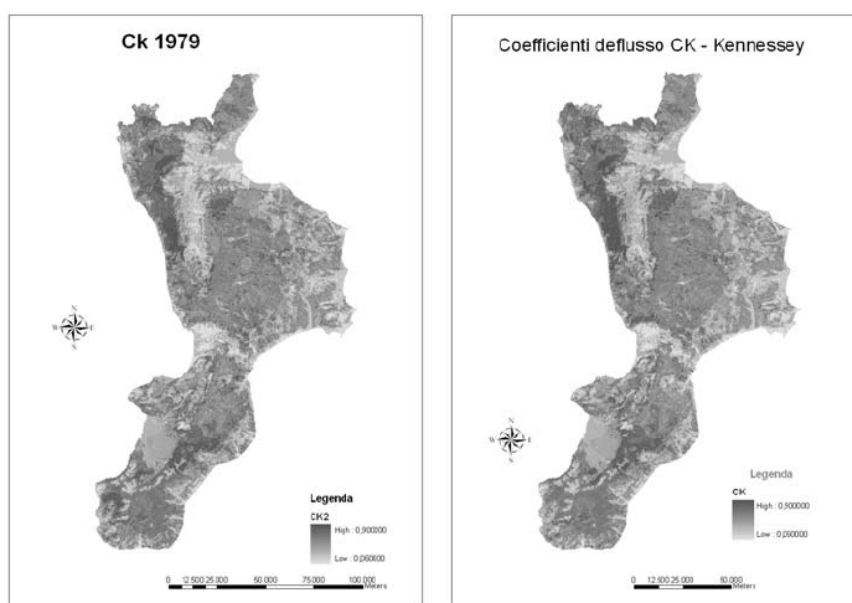 Ck 1979
N
W E
S
Legenda
CK2
High : 0,900000
Low : 0,060000
0 12.500 25.000 50.000 75.000 100.000
Meters
Coefficienti deflusso CK - Kennessey
N
W E
S
Legenda
CK
High : 0,900000
Low : 0,060000
0 12.500 25.000 50.000
Meters